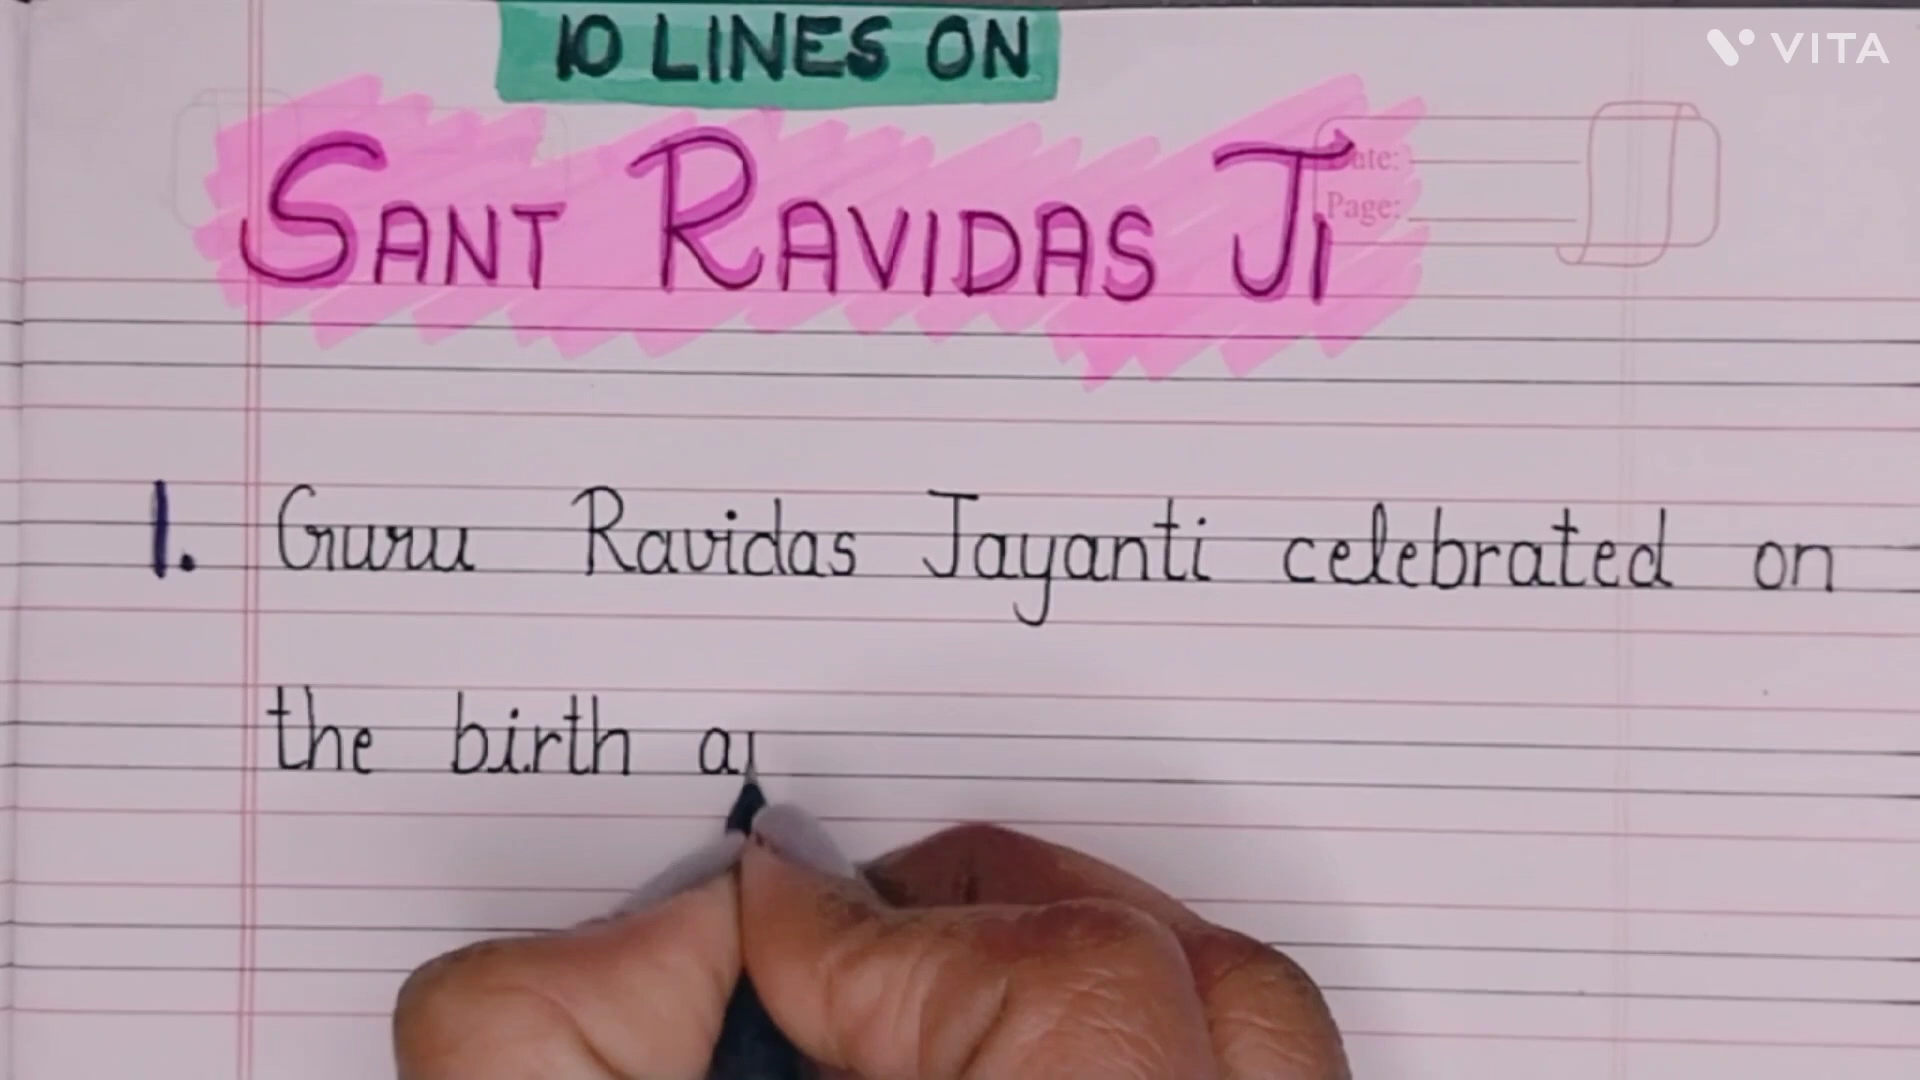 10 LINES ON
VITA
SANT RAVIDAS JI
Date:
Page:
1. Guru Ravidas Jayanti celebrated on
the birth